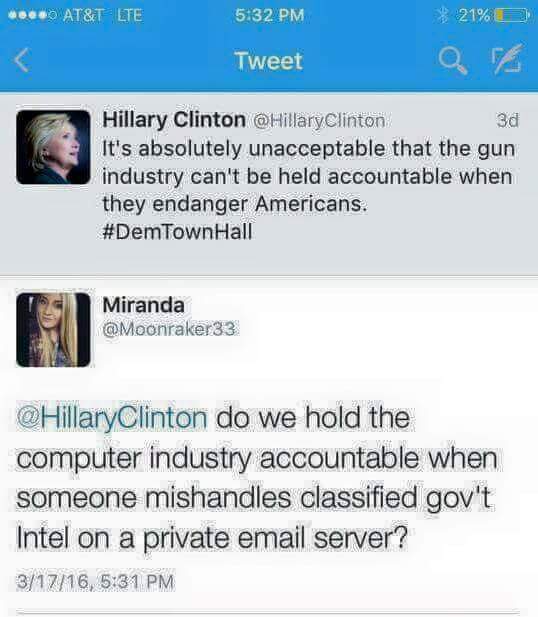 AT&T LTE 5:32 PM 21%
Tweet
Hillary Clinton @HillaryClinton 3d
It's absolutely unacceptable that the gun
industry can't be held accountable when
they endanger Americans.
#DemTownHall
Miranda
@Moonraker33
@HillaryClinton do we hold the
computer industry accountable when
someone mishandles classified gov't
Intel on a private email server?
3/17/16, 5:31 PM